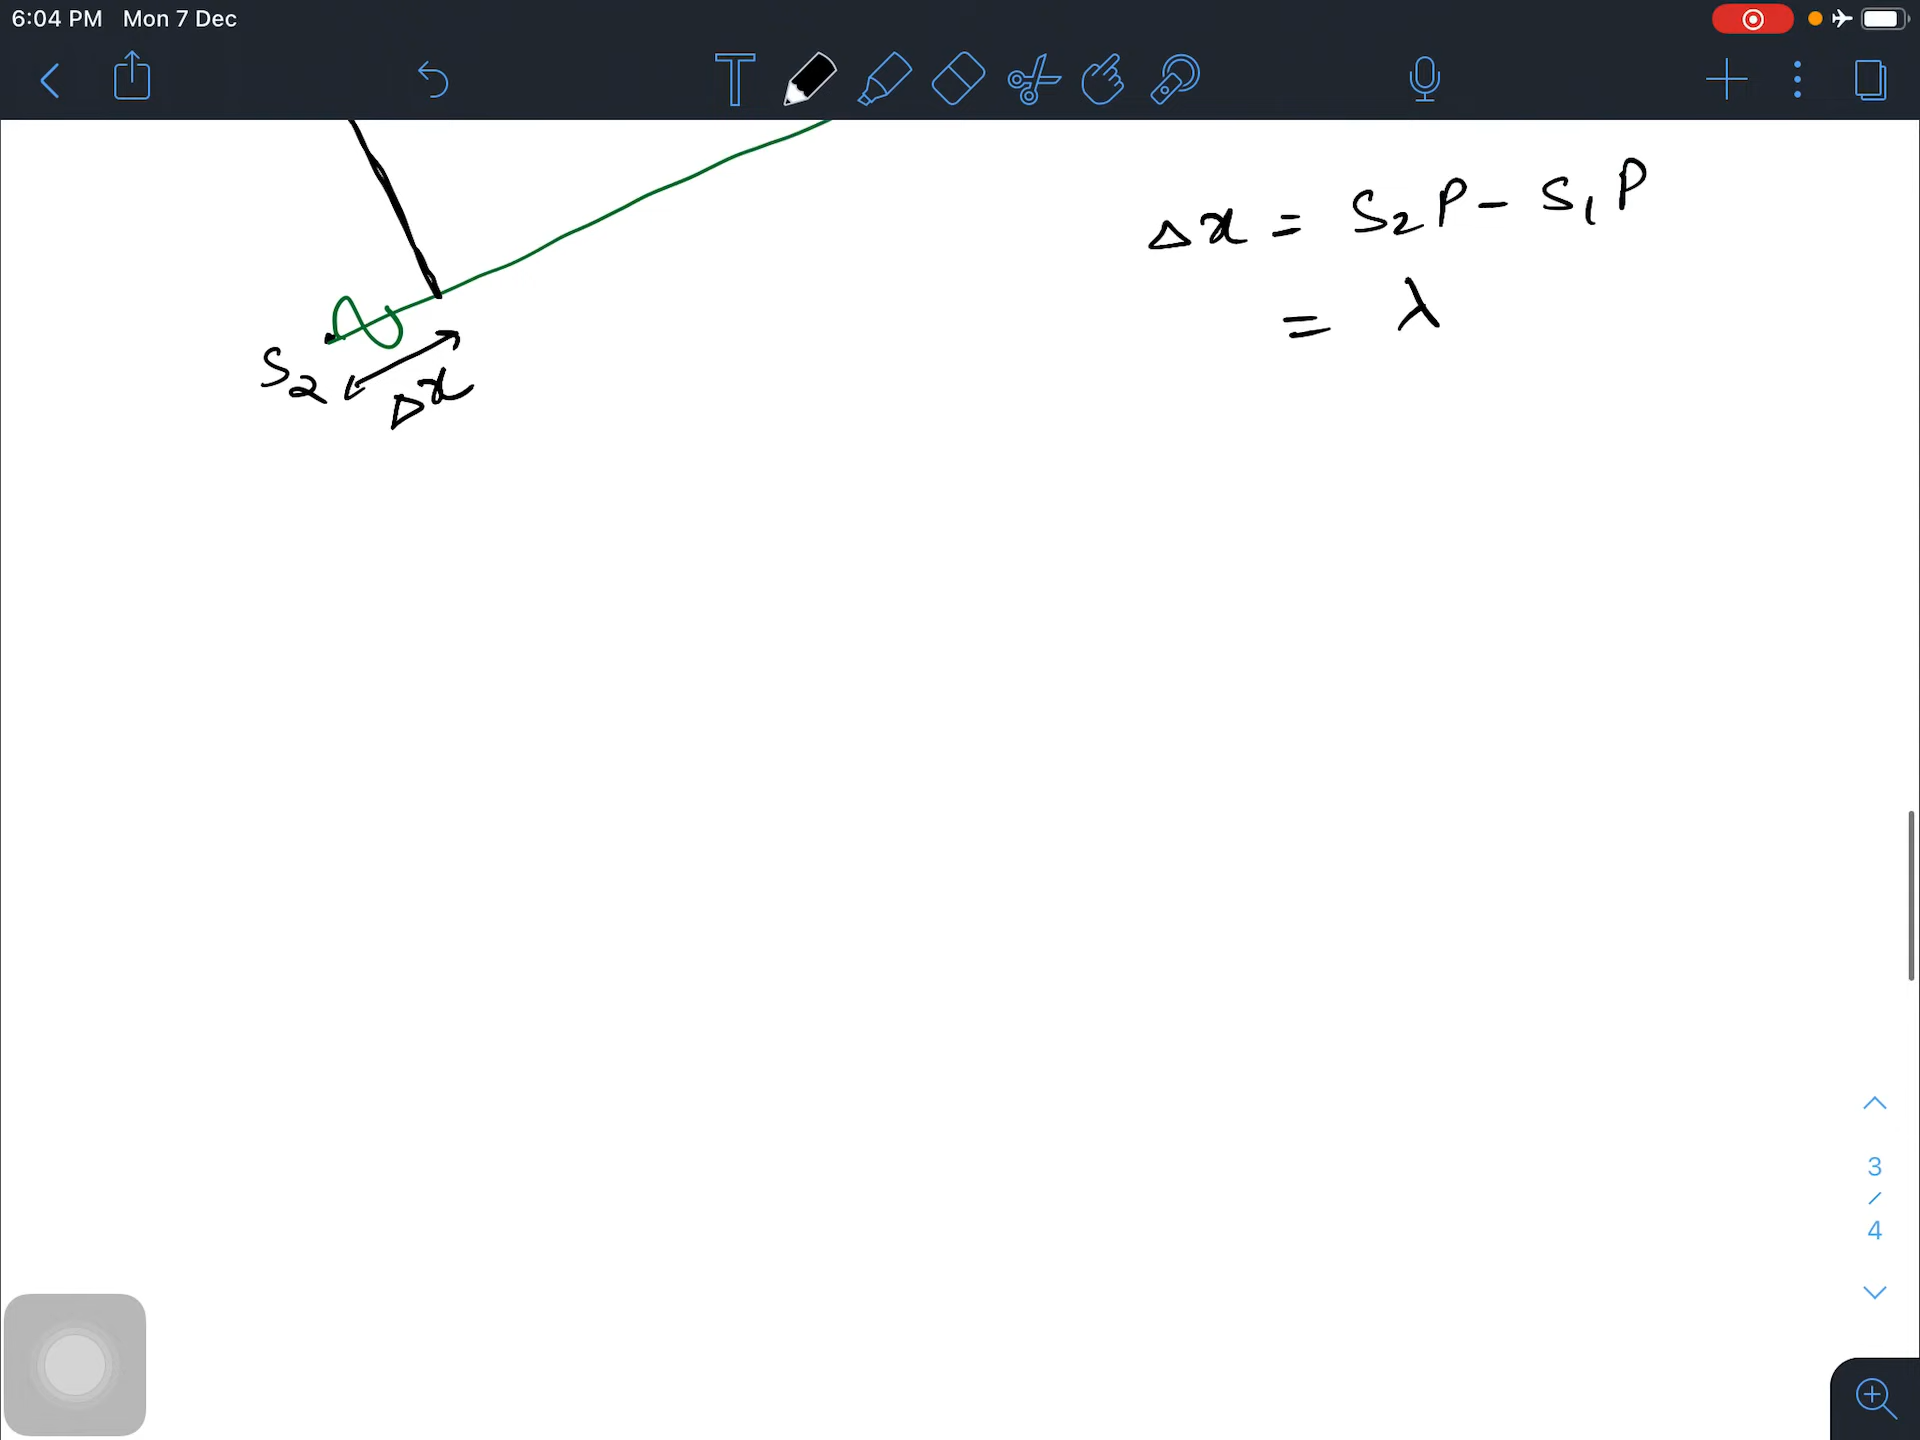 6:04 PM Mon 7 Dec
T
Δx = S₂P - S₁P
= λ
S₂
Δx
3
/
4